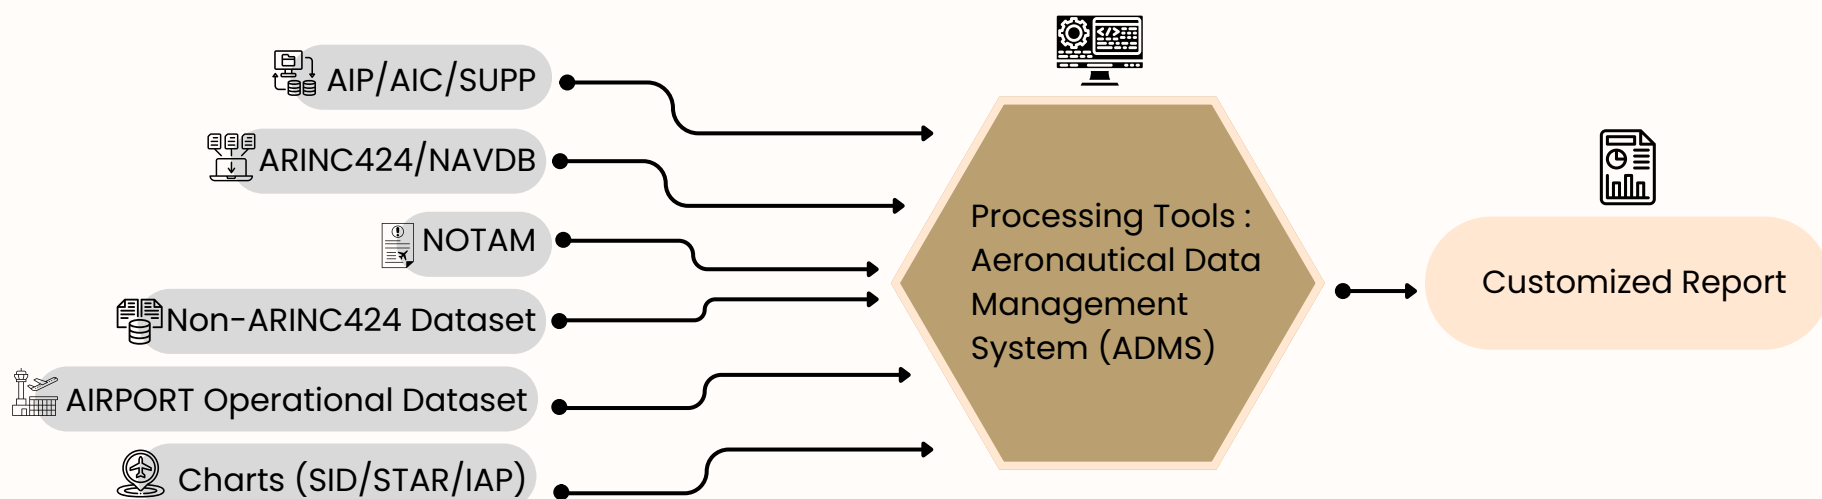 AIP/AIC/SUPP
ARINC424/NAVDB
NOTAM
Non-ARINC424 Dataset
AIRPORT Operational Dataset
Charts (SID/STAR/IAP)
Processing Tools :
Aeronautical Data
Management
System (ADMS)
Customized Report